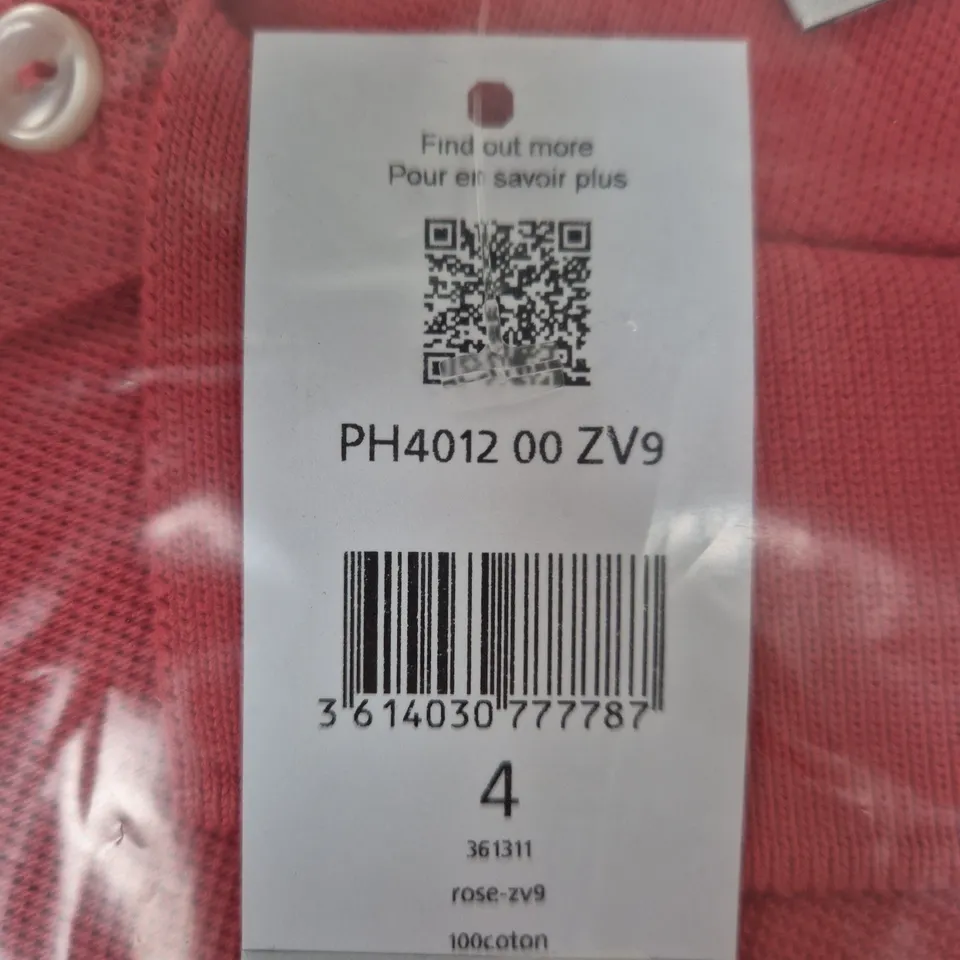 Find out more
Pour en savoir plus
PH4012 00 ZV9
3 614030 777787
4
361311
rose-zv9
100coton